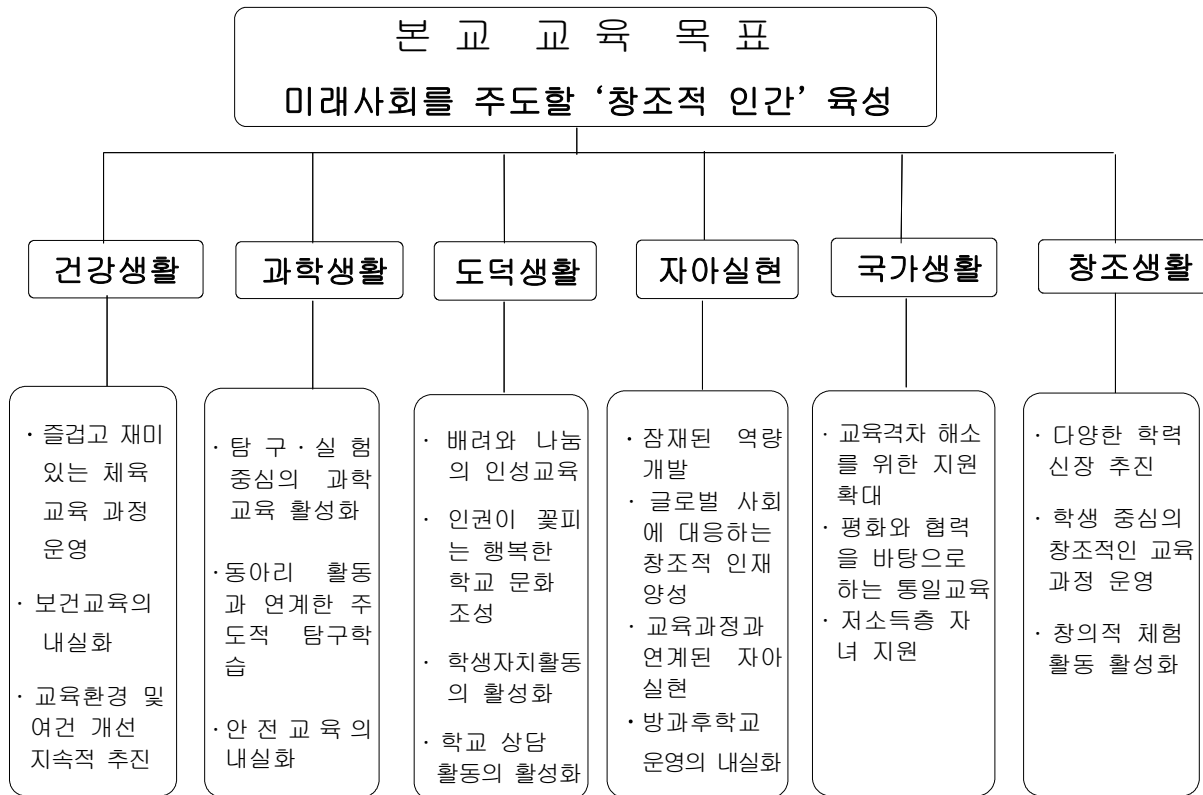 본 교 교 육 목 표
미래사회를 주도할 ‘창조적 인간’ 육성
건강생활
과학생활
도덕생활
자아실현
국가생활
창조생활
· 즐겁고 재미
있는 체육
교육 과정
운영
· 보건교육의
내실화
· 교육환경 및
여건 개선
지속적 추진
· 탐 구 · 실 험
중심의 과학
교육 활성화
· 동아리 활동
과 연계한 주
도적 탐구학
습
· 안 전 교 육 의
내실화
· 배려와 나눔
의 인성교육
· 인권이 꽃피
는 행복한
학교 문화
조성
· 학생자치활동
의 활성화
· 학교 상담
활동의 활성화
· 잠재된 역량
개발
· 글로벌 사회
에 대응하는
창조적 인재
양성
· 교육과정과
연계된 자아
실현
· 방과후학교
운영의 내실화
· 교육격차 해소
를 위한 지원
확대
· 평화와 협력
을 바탕으로
하는 통일교육
· 저소득층 자
녀 지원
· 다양한 학력
신장 추진
· 학생 중심의
창조적인 교육
과정 운영
· 창의적 체험
활동 활성화